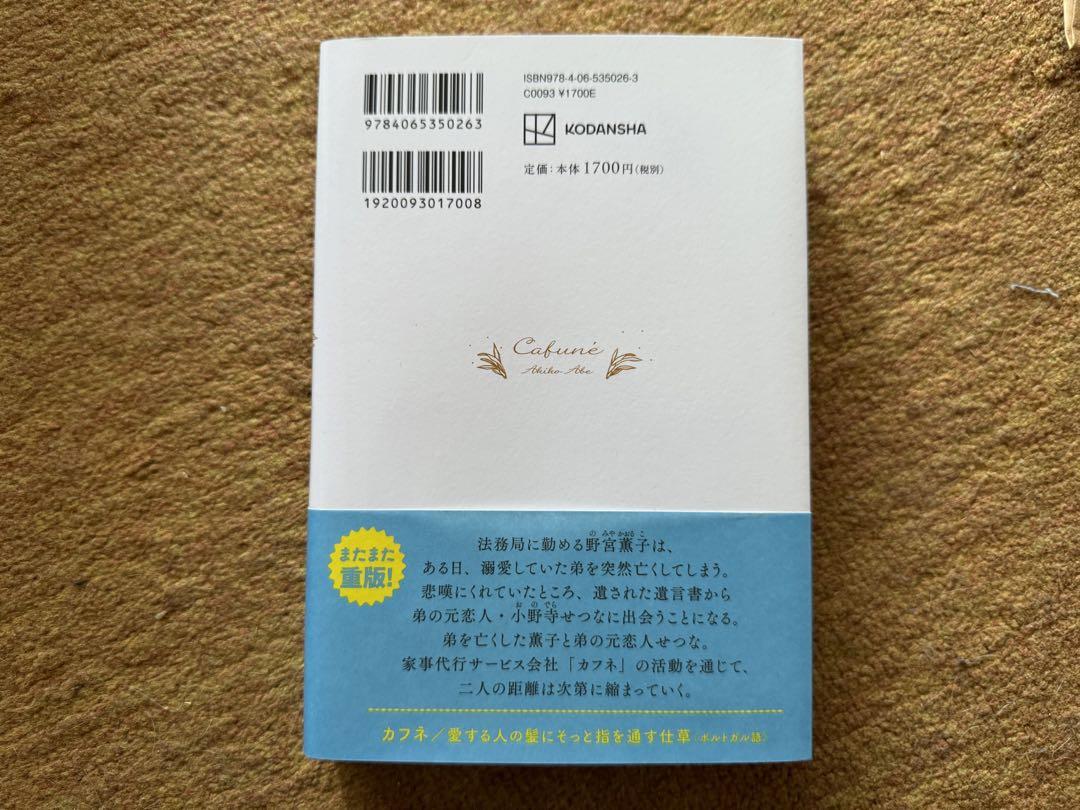 9784065350263
1920093017008
ISBN978-4-06-535026-3
C0093 ¥1700E
KODANSHA
定価：本体1700円（税別）
Cafuné
Akiko Abe
またまた
重版！
法務局に勤める野宮薫子は、
ある日、溺愛していた弟を突然亡くしてしまう。
悲嘆にくれていたところ、遺された遺言書から
弟の元恋人・小野寺せつなに出会うことになる。
弟を亡くした薫子と弟の元恋人せつな。
家事代行サービス会社「カフネ」の活動を通じて、
二人の距離は次第に縮まっていく。
カフネ／愛する人の髪にそっと指を通す仕草〈ポルトガル語〉